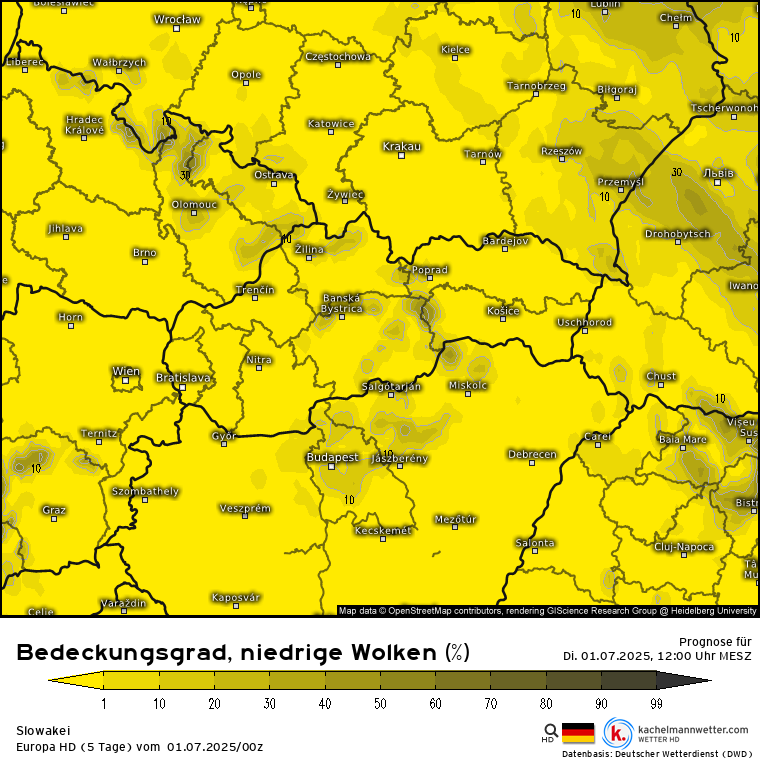 Bolesławiec
Wrocław
10
Lublin
Chełm
10
Liberec
Wałbrzych
Opole
Częstochowa
Kielce
Tarnobrzeg
Biłgoraj
Tscherwonoh
Hradec
Králové
10
Katowice
Krakau
Tarnów
Rzeszów
30
Ostrava
Przemyśl
30
Львів
Olomouc
Żywiec
10
Jihlava
Brno
10
Žilina
Bardejov
Drohobytsch
Poprad
Trenčín
Banská
Bystrica
Košice
Iwano
Horn
Uschhorod
Wien
Bratislava
Nitra
Salgótarján
Miskolc
Chust
10
Ternitz
Győr
Carei
Baia Mare
Vișeu
Sus
10
Budapest
10
Jászberény
Debrecen
Szombathely
10
Bistr
Graz
Veszprém
Kecskemét
Mezőtúr
Salonta
Cluj-Napoca
Kaposvár
Celje
Varaždin
Map data © OpenStreetMap contributors, rendering GIScience Research Group @ Heidelberg University
Bedeckungsgrad, niedrige Wolken (%)
Prognose für
Di. 01.07.2025, 12:00 Uhr MESZ
1 10 20 30 40 50 60 70 80 90 99
Slowakei
Europa HD (5 Tage) vom 01.07.2025/00z
HD
k.
kachelmannwetter.com
WETTER HD
Datenbasis: Deutscher Wetterdienst (DWD)